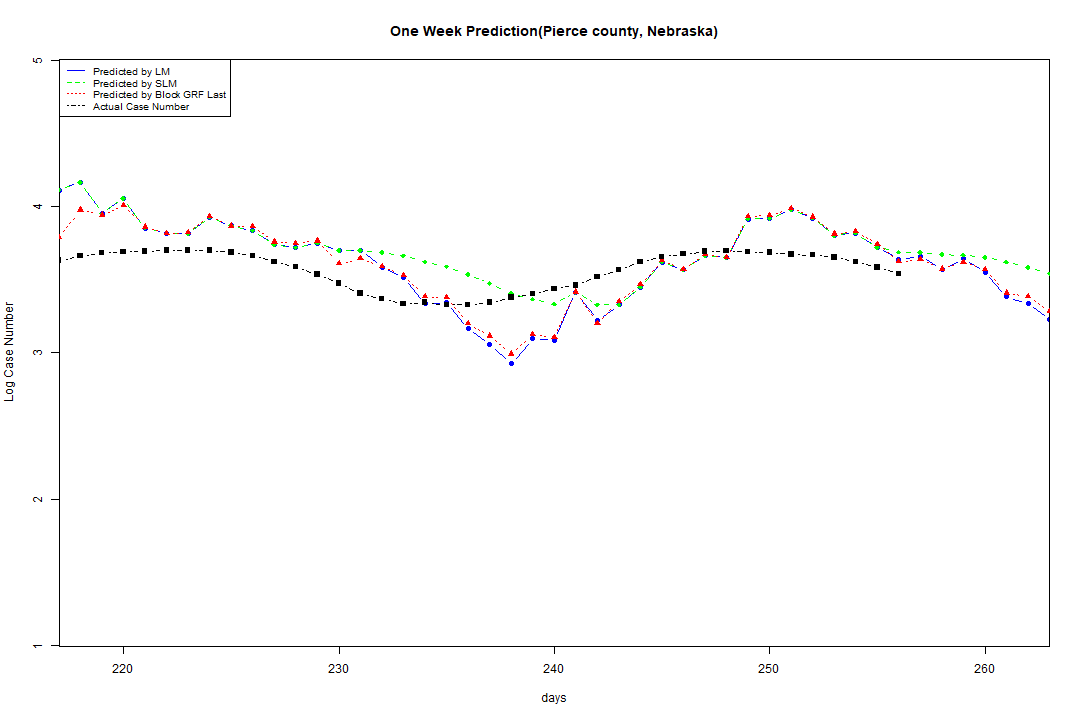 One Week Prediction(Pierce county, Nebraska)
Predicted by LM
Predicted by SLM
Predicted by Block GRF Last
Actual Case Number
5
4
3
2
1
Log Case Number
220
230
240
250
260
days